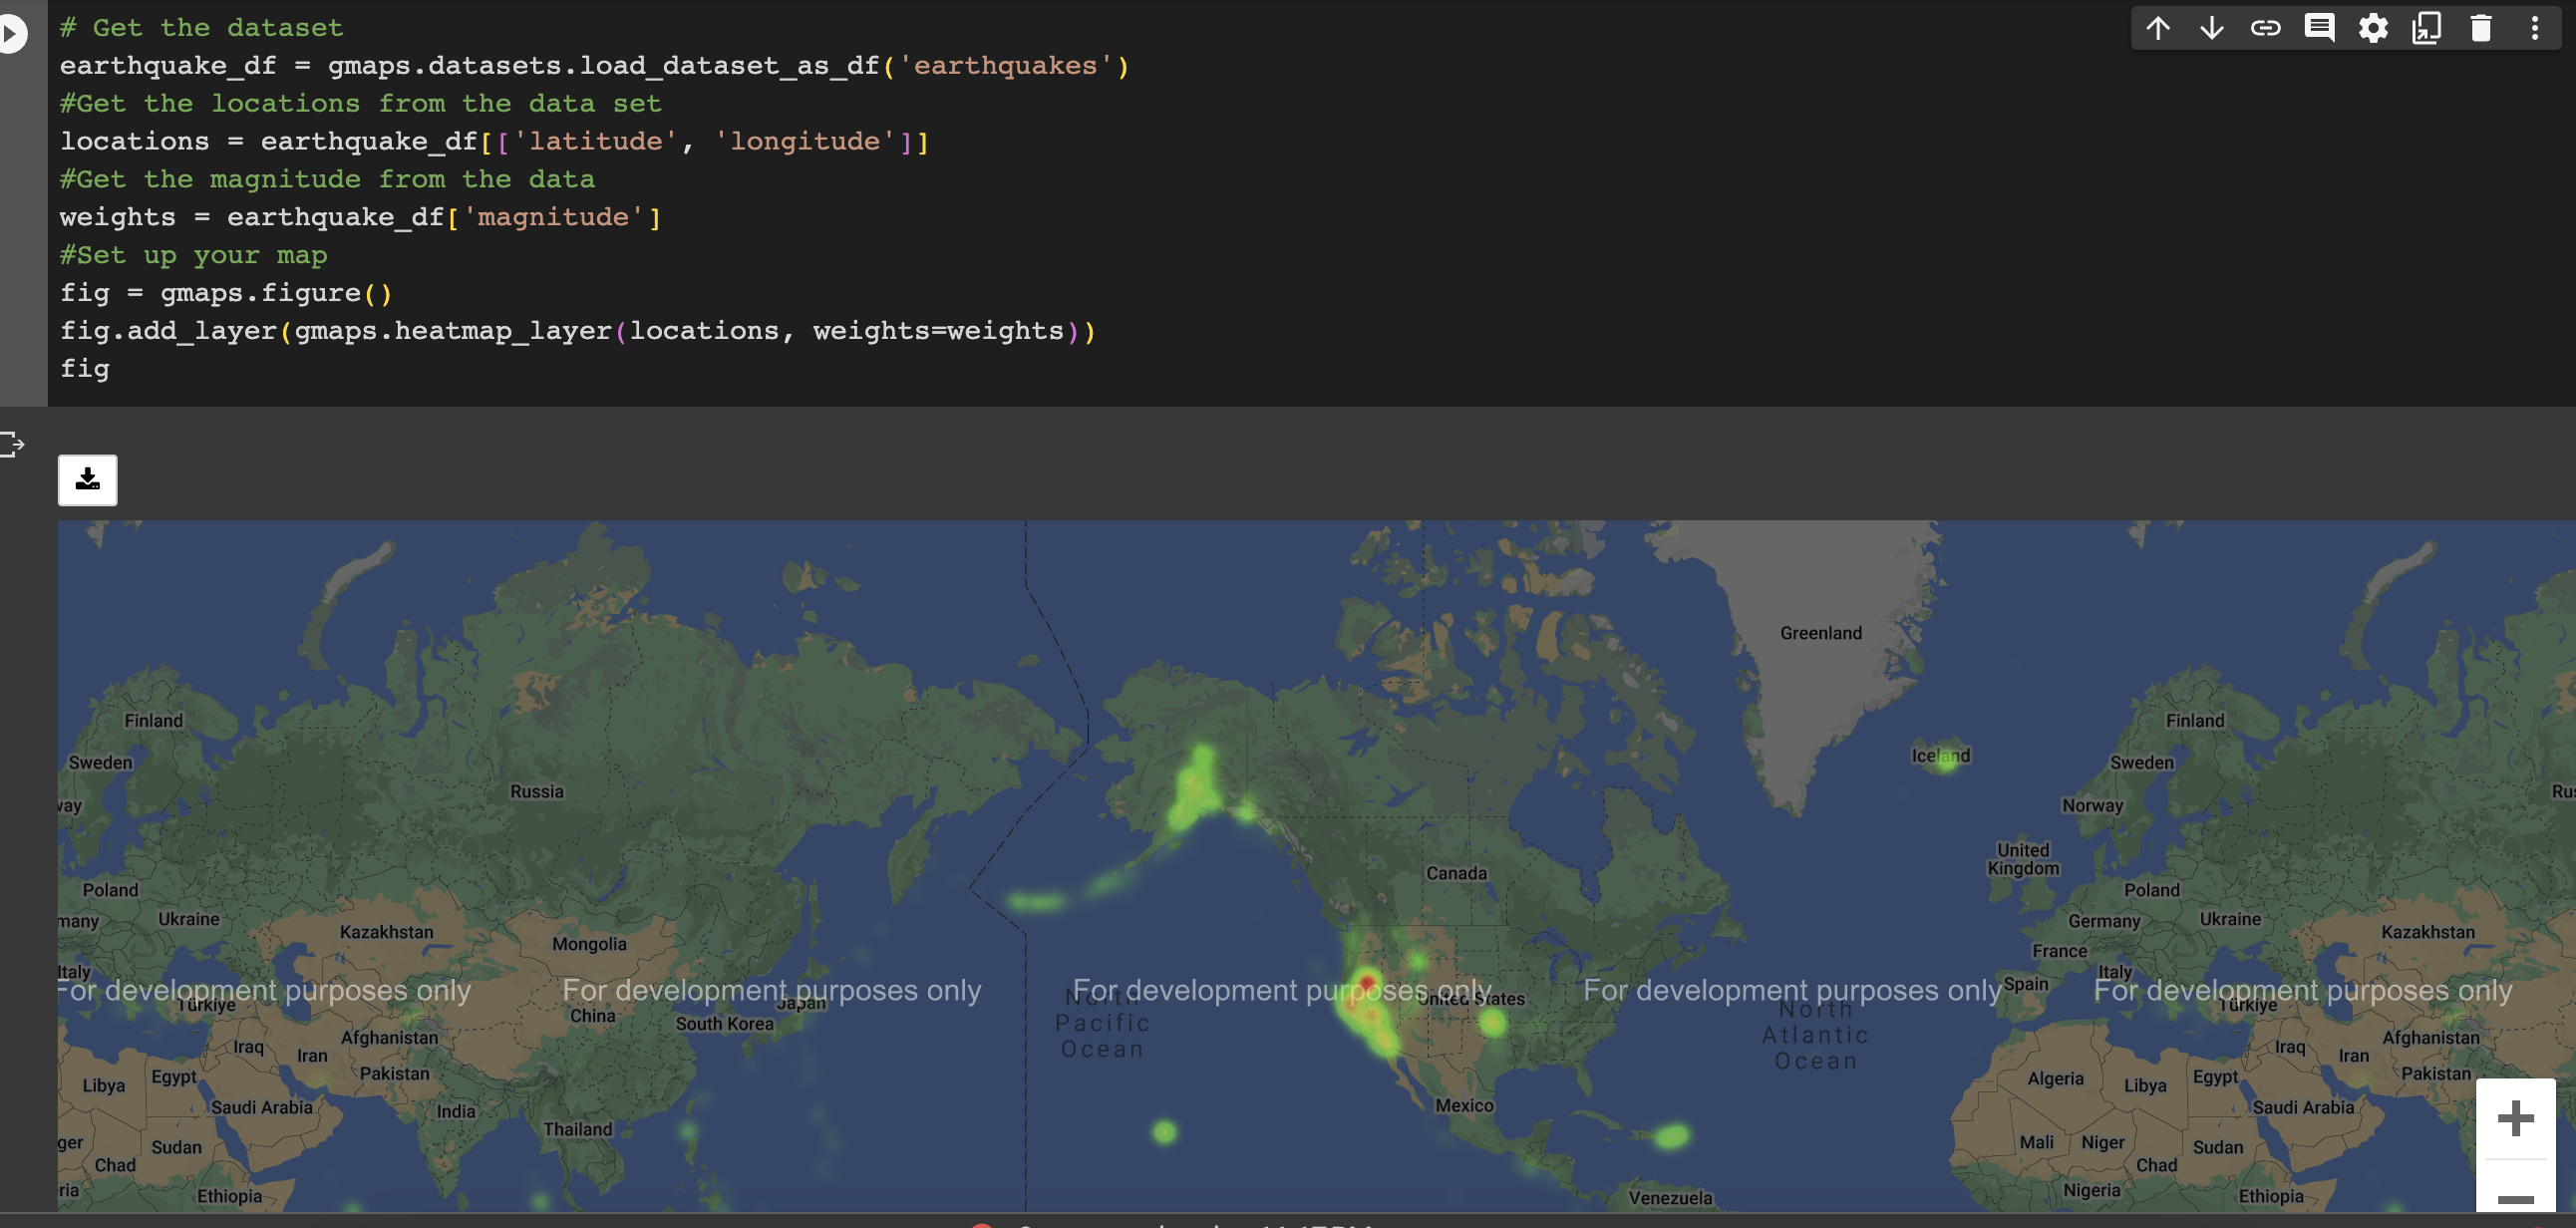 # Get the dataset
earthquake_df = gmaps.datasets.load_dataset_as_df('earthquakes')
#Get the locations from the data set
locations = earthquake_df[['latitude', 'longitude']]
#Get the magnitude from the data
weights = earthquake_df['magnitude']
#Set up your map
fig = gmaps.figure()
fig.add_layer(gmaps.heatmap_layer(locations, weights=weights))
fig
Greenland
Finland
Finland
Sweden
Iceland
Sweden
Russia
Rus
way
Norway
United
Kingdom
Canada
Poland
Poland
many
Ukraine
Kazakhstan
Mongolia
Germany
Ukraine
Kazakhstan
France
Italy
Italy
For development purposes only
For development purposes only
For development purposes only
For development purposes only
For development purposes only
Spain
Türkiye
Japan
United States
Türkiye
China
South Korea
North
Pacific
Ocean
North
Atlantic
Ocean
Afghanistan
Afghanistan
Iraq
Iran
Iraq
Iran
Pakistan
Pakistan
Libya
Egypt
Algeria
Libya
Egypt
Saudi Arabia
India
Mexico
Saudi Arabia
Thailand
ger
Sudan
Mali
Niger
Sudan
Chad
Chad
ria
Ethiopia
Venezuela
Nigeria
Ethiopia